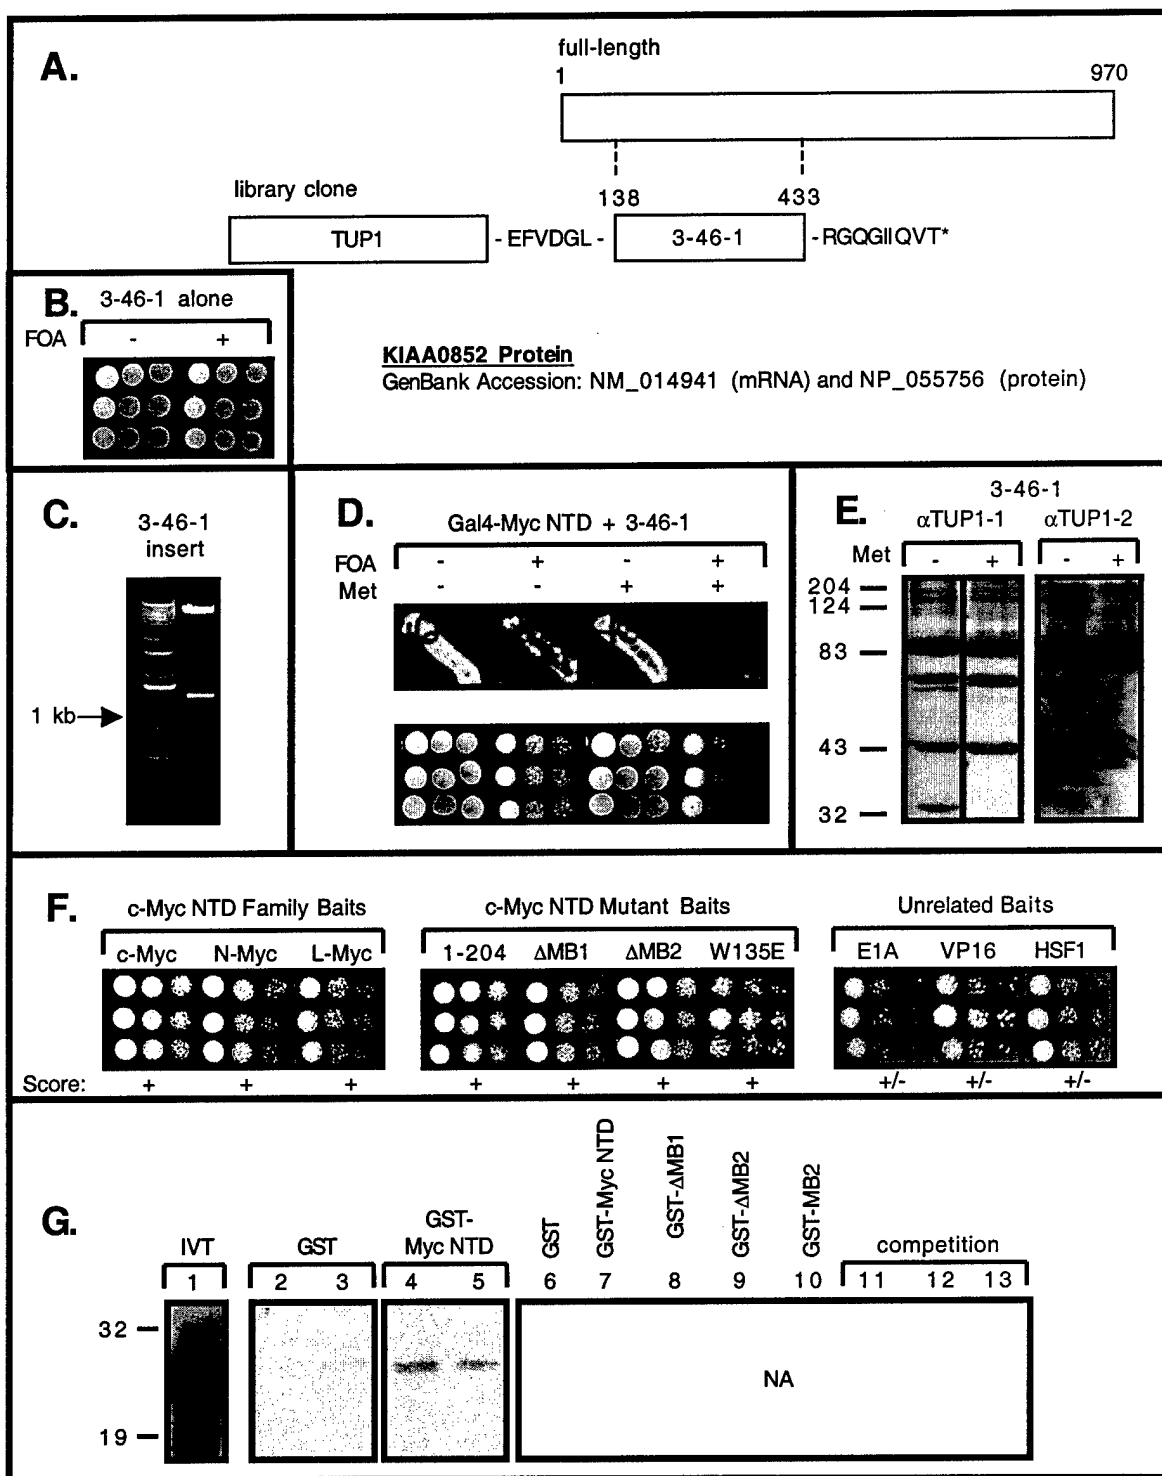 A.
full-length
1 970
138 433
library clone
TUP1 - EFVDGL - 3-46-1 - RGQGIIQVT*
B.
3-46-1 alone
FOA - +
KIAA0852 Protein
GenBank Accession: NM_014941 (mRNA) and NP_055756 (protein)
C.
3-46-1
insert
1 kb
D.
Gal4-Myc NTD + 3-46-1
FOA - + - +
Met - - + +
E.
3-46-1
αTUP1-1 αTUP1-2
Met - + - +
204
124
83
43
32
F.
c-Myc NTD Family Baits
c-Myc N-Myc L-Myc
c-Myc NTD Mutant Baits
1-204 ΔMB1 ΔMB2 W135E
Unrelated Baits
E1A VP16 HSF1
Score: + + + + + + + +/- +/- +/-
G.
IVT
GST
GST-
Myc NTD
GST
GST-Myc NTD
GST-ΔMB1
GST-ΔMB2
GST-MB2
competition
1 2 3 4 5 6 7 8 9 10 11 12 13
32
19
NA